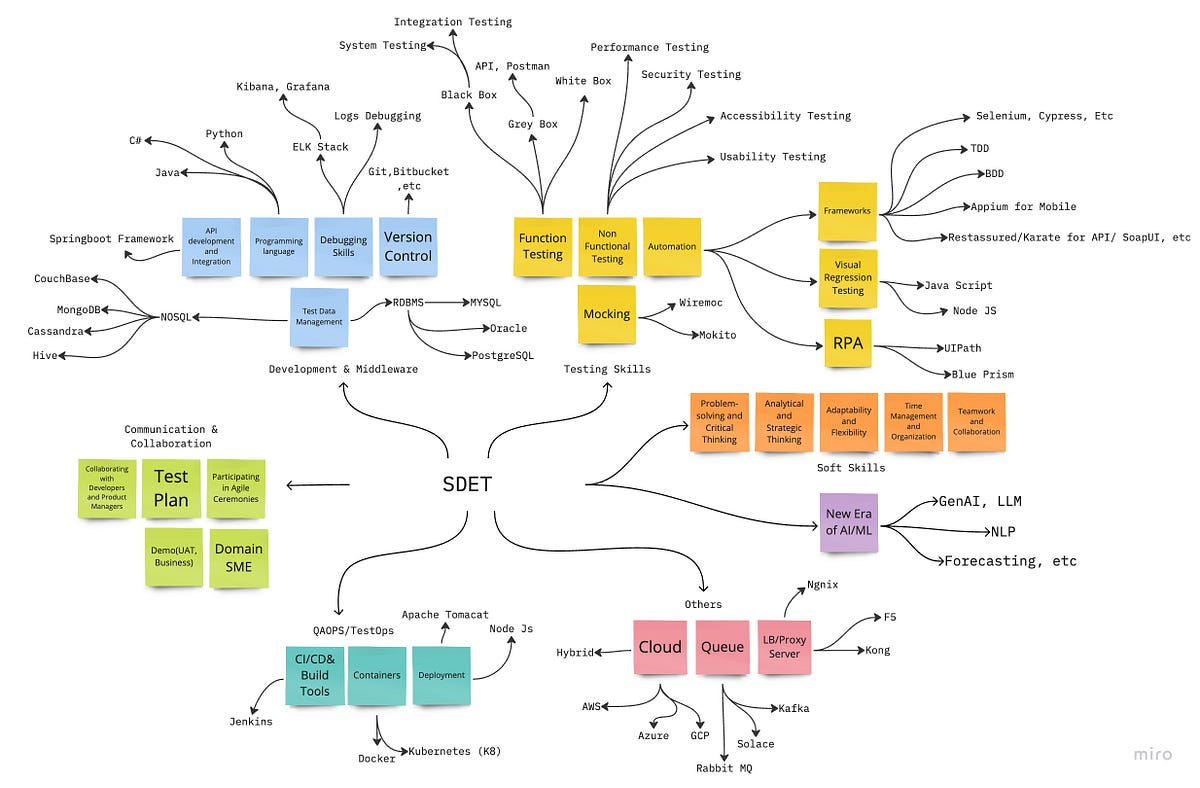 Integration Testing
System Testing
Black Box
API, Postman
Grey Box
White Box
Performance Testing
Security Testing
Accessibility Testing
Usability Testing
Kibana, Grafana
Logs Debugging
ELK Stack
Git,Bitbucket
,etc
C#
Python
Java
Springboot Framework
API
development
and
Integration
Programming
language
Debugging
Skills
Version
Control
Function
Testing
Non
Functional
Testing
Automation
Frameworks
Selenium, Cypress, Etc
TDD
BDD
Appium for Mobile
Restassured/Karate for API/ SoapUI, etc
Visual
Regression
Testing
Java Script
Node JS
RPA
UIPath
Blue Prism
CouchBase
MongoDB
Cassandra
Hive
NOSQL
Test Data
Management
RDBMS
MYSQL
Oracle
PostgreSQL
Mocking
Wiremoc
Mokito
Development & Middleware
Testing Skills
Problem-
solving and
Critical
Thinking
Analytical
and
Strategic
Thinking
Adaptability
and
Flexibility
Time
Management
and
Organization
Teamwork
and
Collaboration
Soft Skills
Communication &
Collaboration
Collaborating
with
Developers
and Product
Managers
Test
Plan
Participating
in Agile
Ceremonies
Demo(UAT,
Business)
Domain
SME
SDET
New Era
of AI/ML
GenAI, LLM
NLP
Forecasting, etc
QAOPS/TestOps
CI/CD&
Build
Tools
Containers
Deployment
Apache Tomacat
Node Js
Jenkins
Docker
Kubernetes (K8)
Others
Cloud
Queue
LB/Proxy
Server
Ngnix
F5
Kong
Hybrid
AWS
Azure
GCP
Kafka
Solace
Rabbit MQ
miro